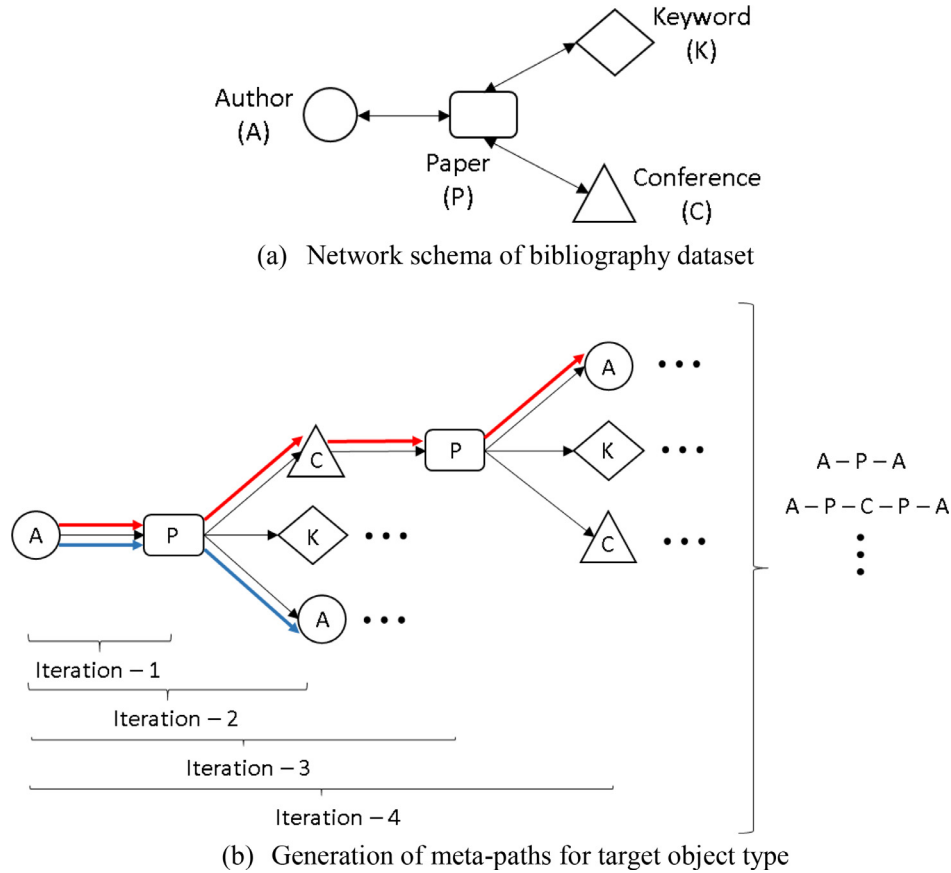 Keyword
(K)
Author
(A)
Paper
(P)
Conference
(C)
(a) Network schema of bibliography dataset
A
K
C
P
A – P – A
A – P – C – P – A
A
P
K
C
A
Iteration – 1
Iteration – 2
Iteration – 3
Iteration – 4
(b) Generation of meta-paths for target object type